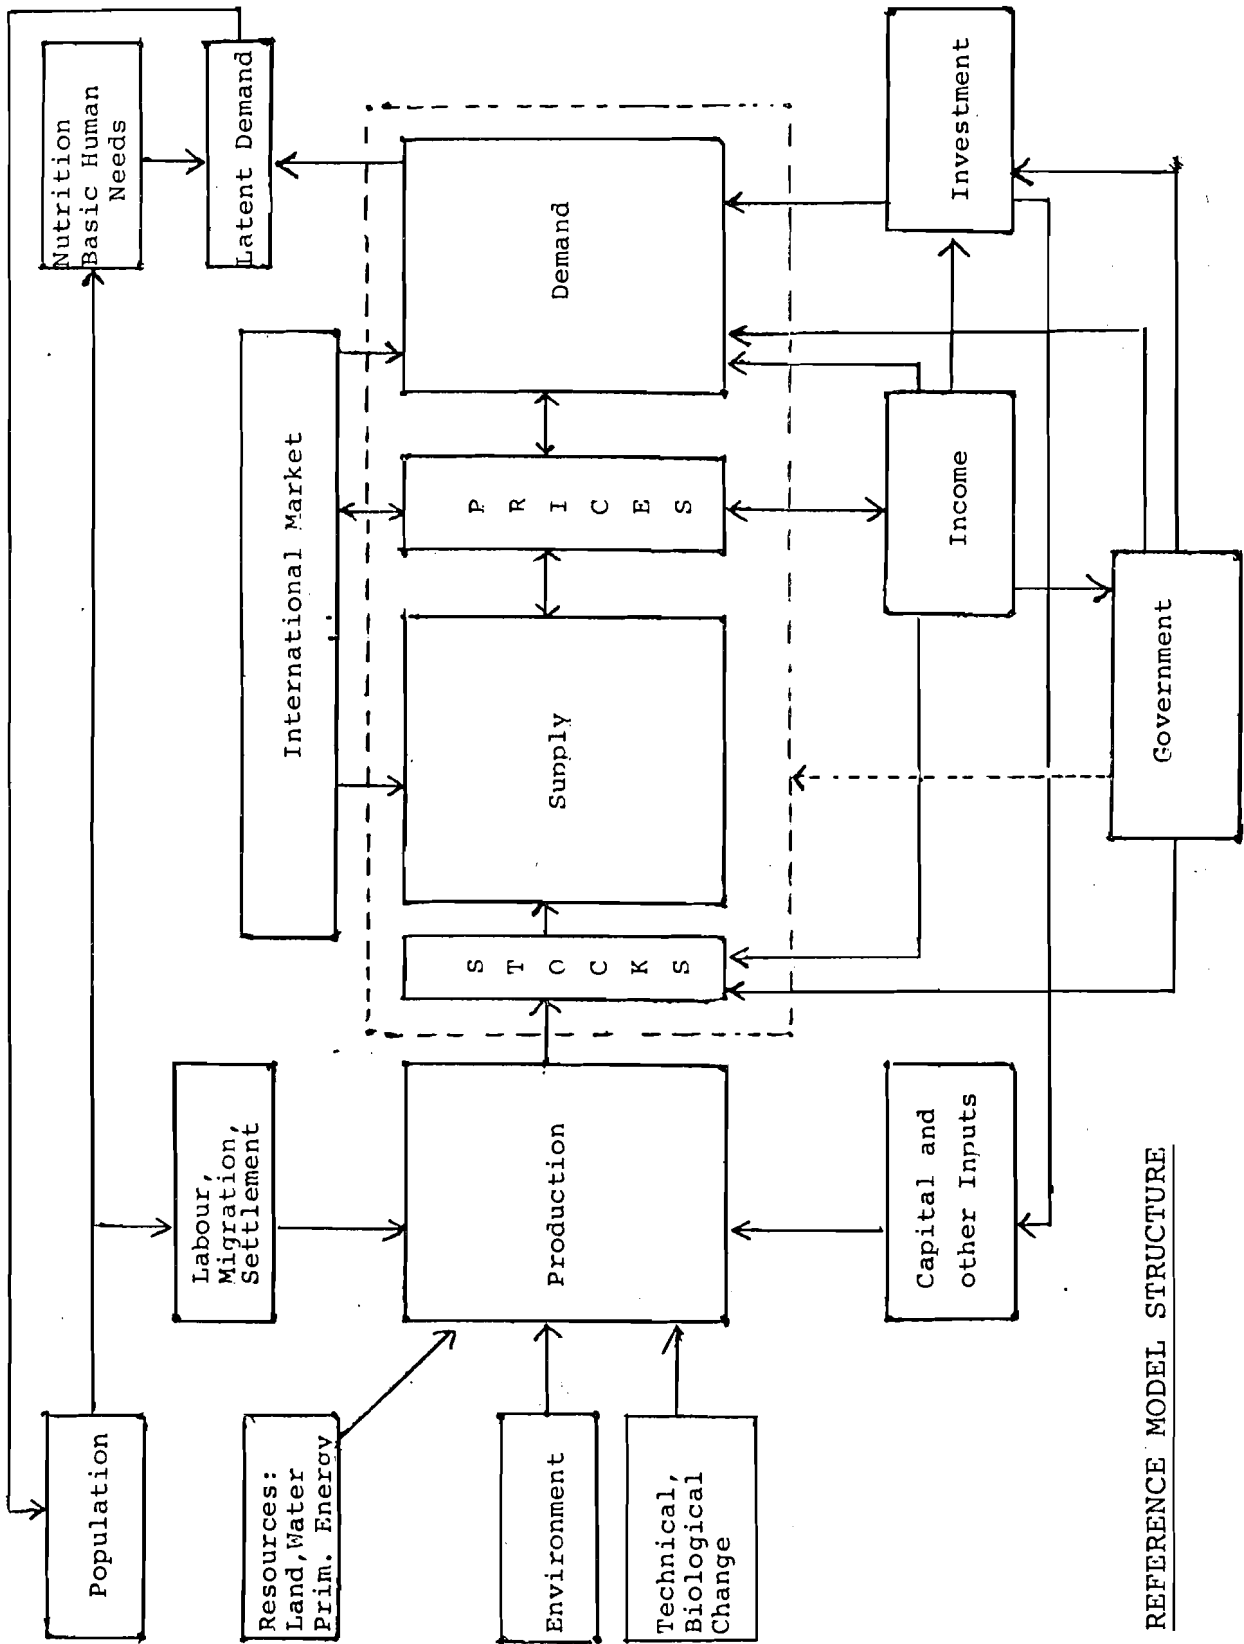 Population
Nutrition
Basic Human
Needs
Labour,
Migration,
Settlement
Latent Demand
Resources:
Land,Water
Prim. Energy
International Market
Environment
Production
S
T
O
C
K
S
Supply
P
R
I
C
E
S
Demand
Technical,
Biological
Change
Capital and
other Inputs
Income
Investment
Government
REFERENCE MODEL STRUCTURE